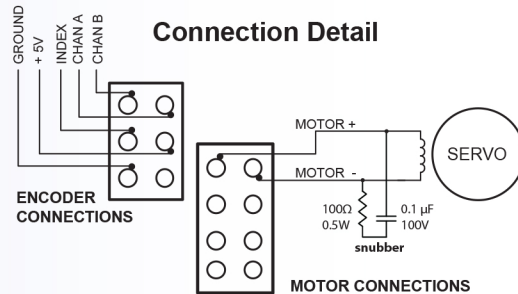 Connection Detail
GROUND
+ 5V
INDEX
CHAN A
CHAN B
MOTOR +
MOTOR -
SERVO
ENCODER
CONNECTIONS
100Ω
0.5W
0.1 µF
100V
snubber
MOTOR CONNECTIONS